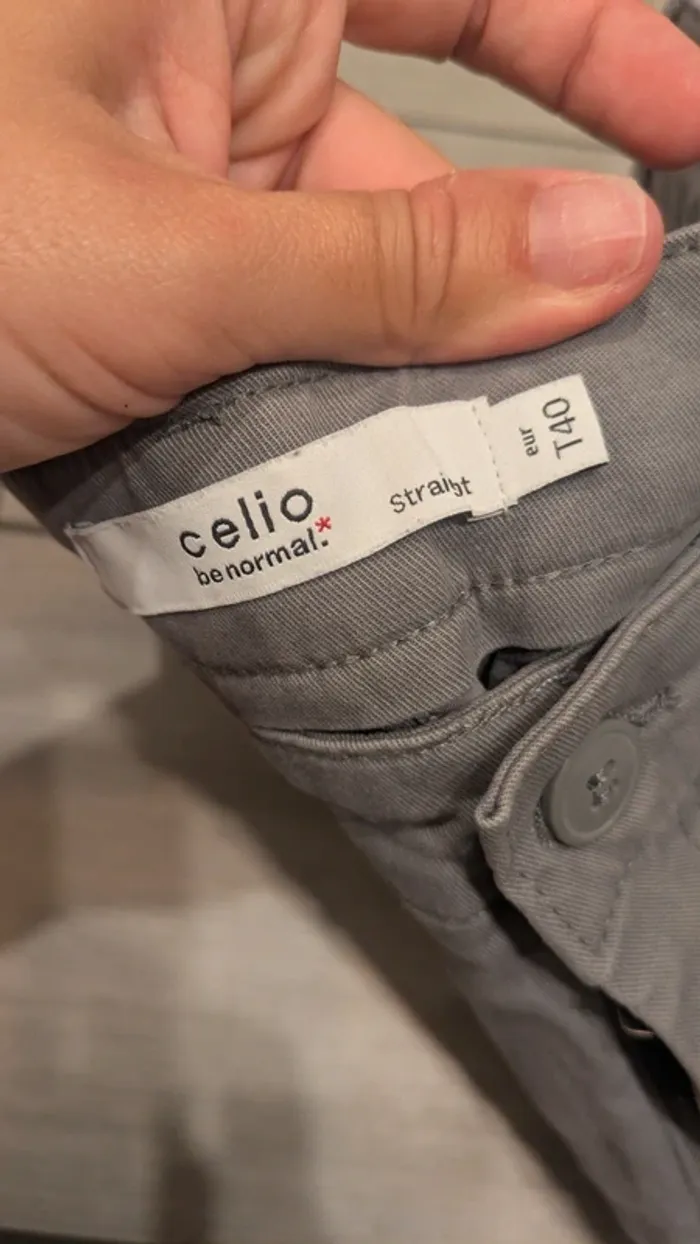 celio*
be normal.
straight
eur
T40